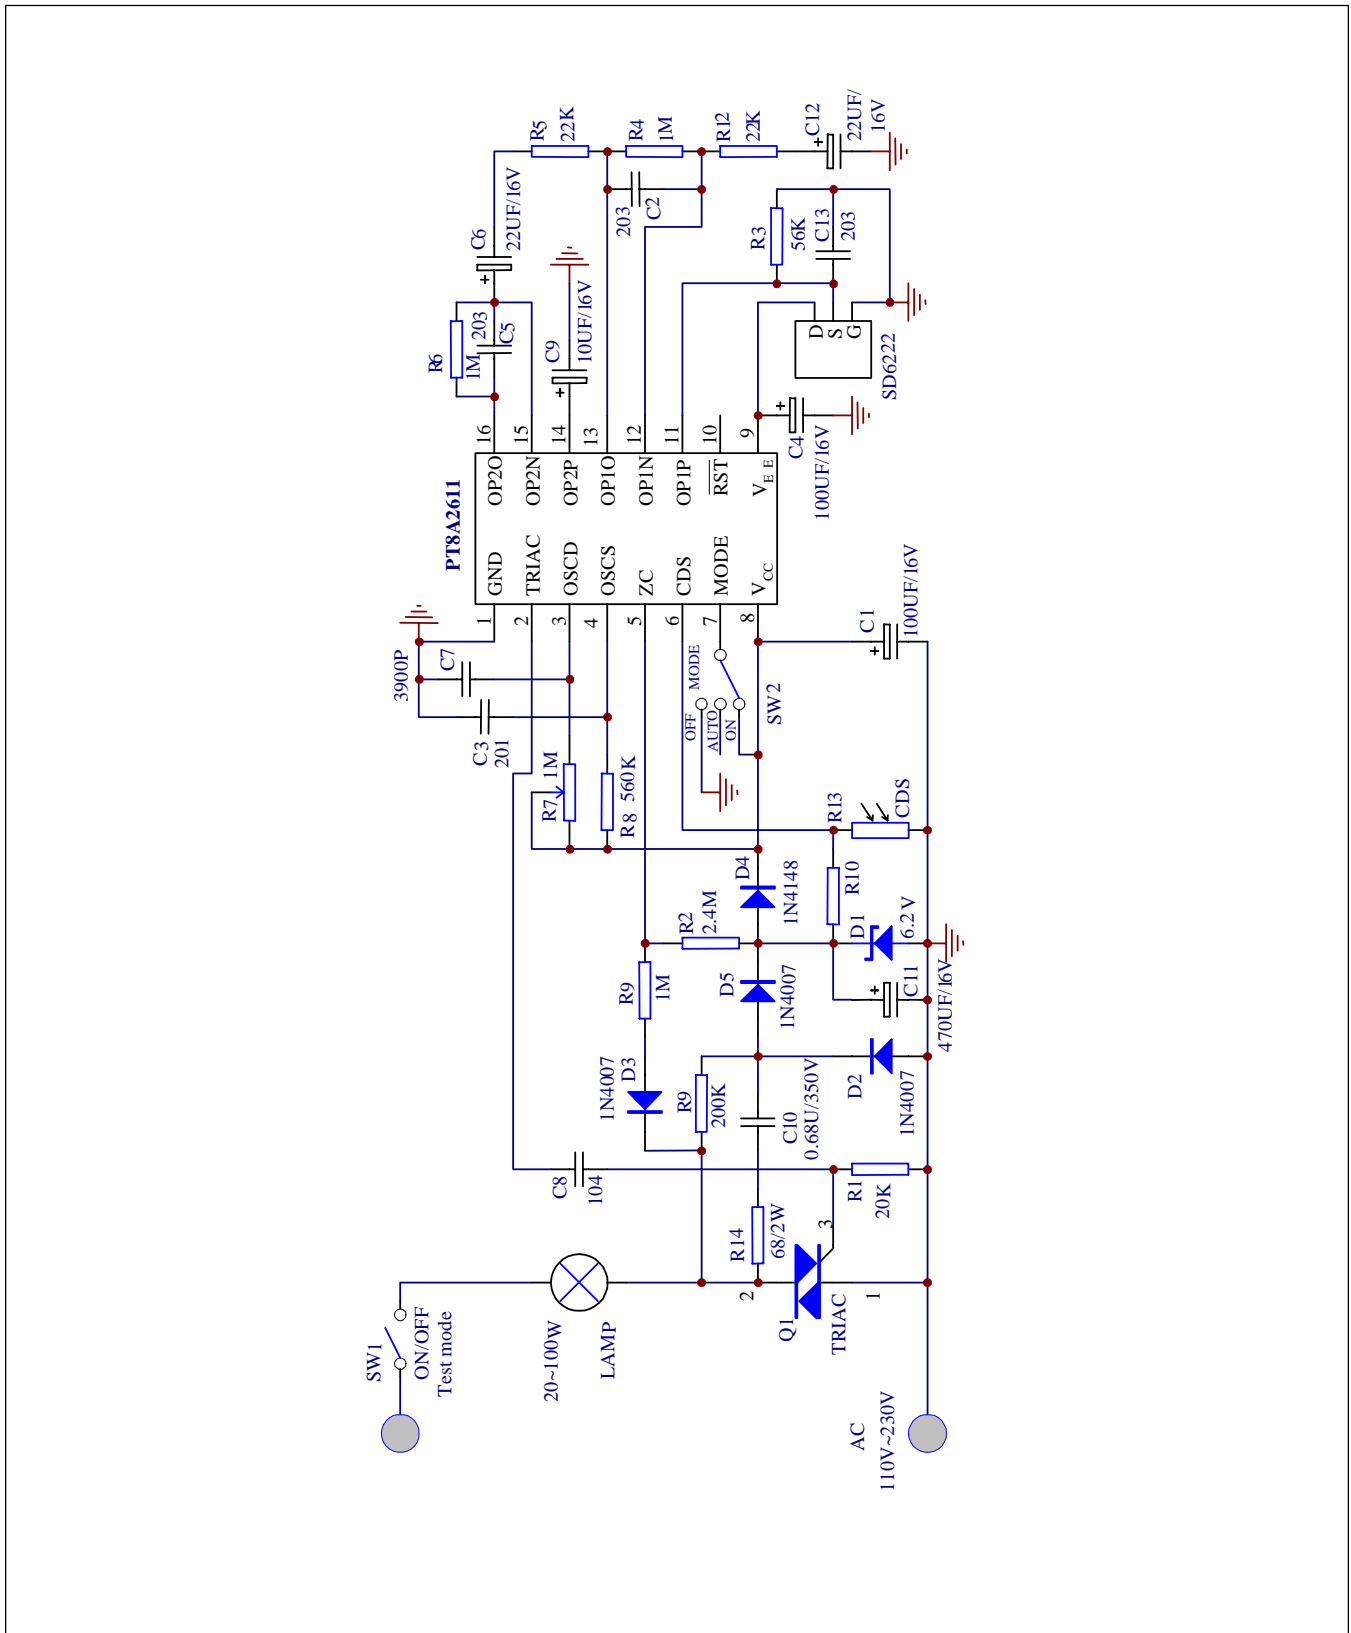 PT8A2611
GND
TRIAC
OSCD
OSCS
ZC
CDS
MODE
VCC
OP2O
OP2N
OP2P
OP1O
OP1N
OP1P
RST
VEE
1
2
3
4
5
6
7
8
16
15
14
13
12
11
10
9
R5
22K
R4
1M
R12
22K
C12
22UF/
16V
C6
22UF/16V
203
C2
R3
56K
C13
203
R6
1M
203
C5
C9
10UF/16V
D
S
G
SD6222
C4
100UF/16V
3900P
C7
C3
201
R7
1M
R8 560K
MODE
OFF
AUTO
ON
SW2
C1
100UF/16V
R13
CDS
R10
D4
1N4148
R2
2.4M
D1
6.2V
R9
1M
D5
1N4007
C11
470UF/16V
1N4007
D3
R9
200K
C10
0.68U/350V
D2
1N4007
C8
104
R14
68/2W
R1
20K
2
3
1
Q1
TRIAC
SW1
ON/OFF
Test mode
20~100W
LAMP
AC
110V~230V